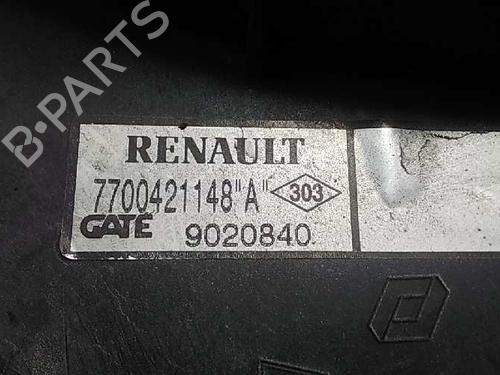 B-PARTS
RENAULT
7700421148"A" 303
GATE 9020840